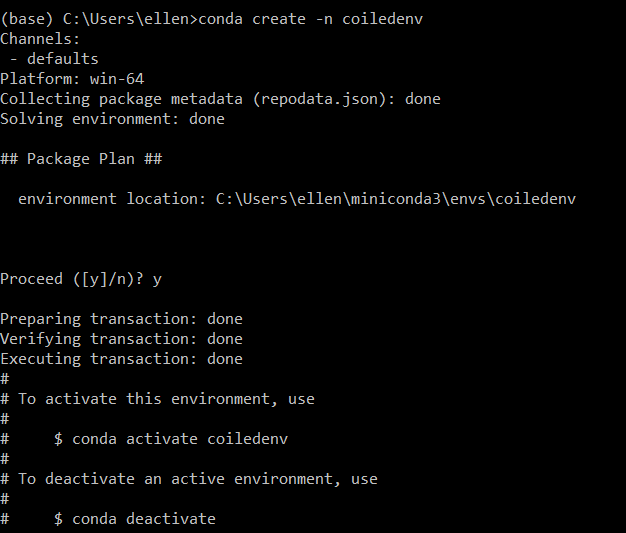 (base) C:\Users\ellen>conda create -n coiledenv
Channels:
 - defaults
Platform: win-64
Collecting package metadata (repodata.json): done
Solving environment: done
## Package Plan ##
  environment location: C:\Users\ellen\miniconda3\envs\coiledenv
Proceed ([y]/n)? y
Preparing transaction: done
Verifying transaction: done
Executing transaction: done
#
# To activate this environment, use
#
#     $ conda activate coiledenv
#
# To deactivate an active environment, use
#
#     $ conda deactivate